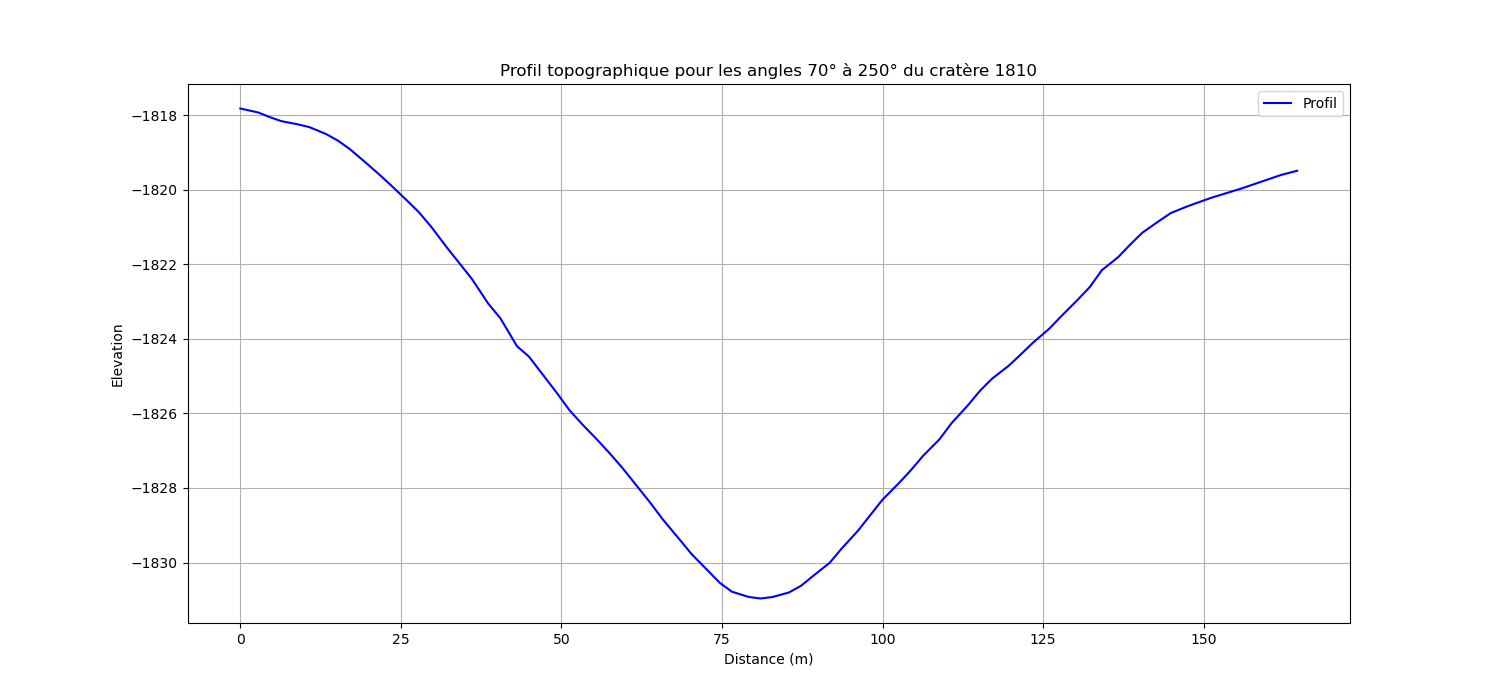 Profil topographique pour les angles 70° à 250° du cratère 1810
Profil
−1818
−1820
−1822
−1824
−1826
−1828
−1830
Elevation
0 25 50 75 100 125 150
Distance (m)